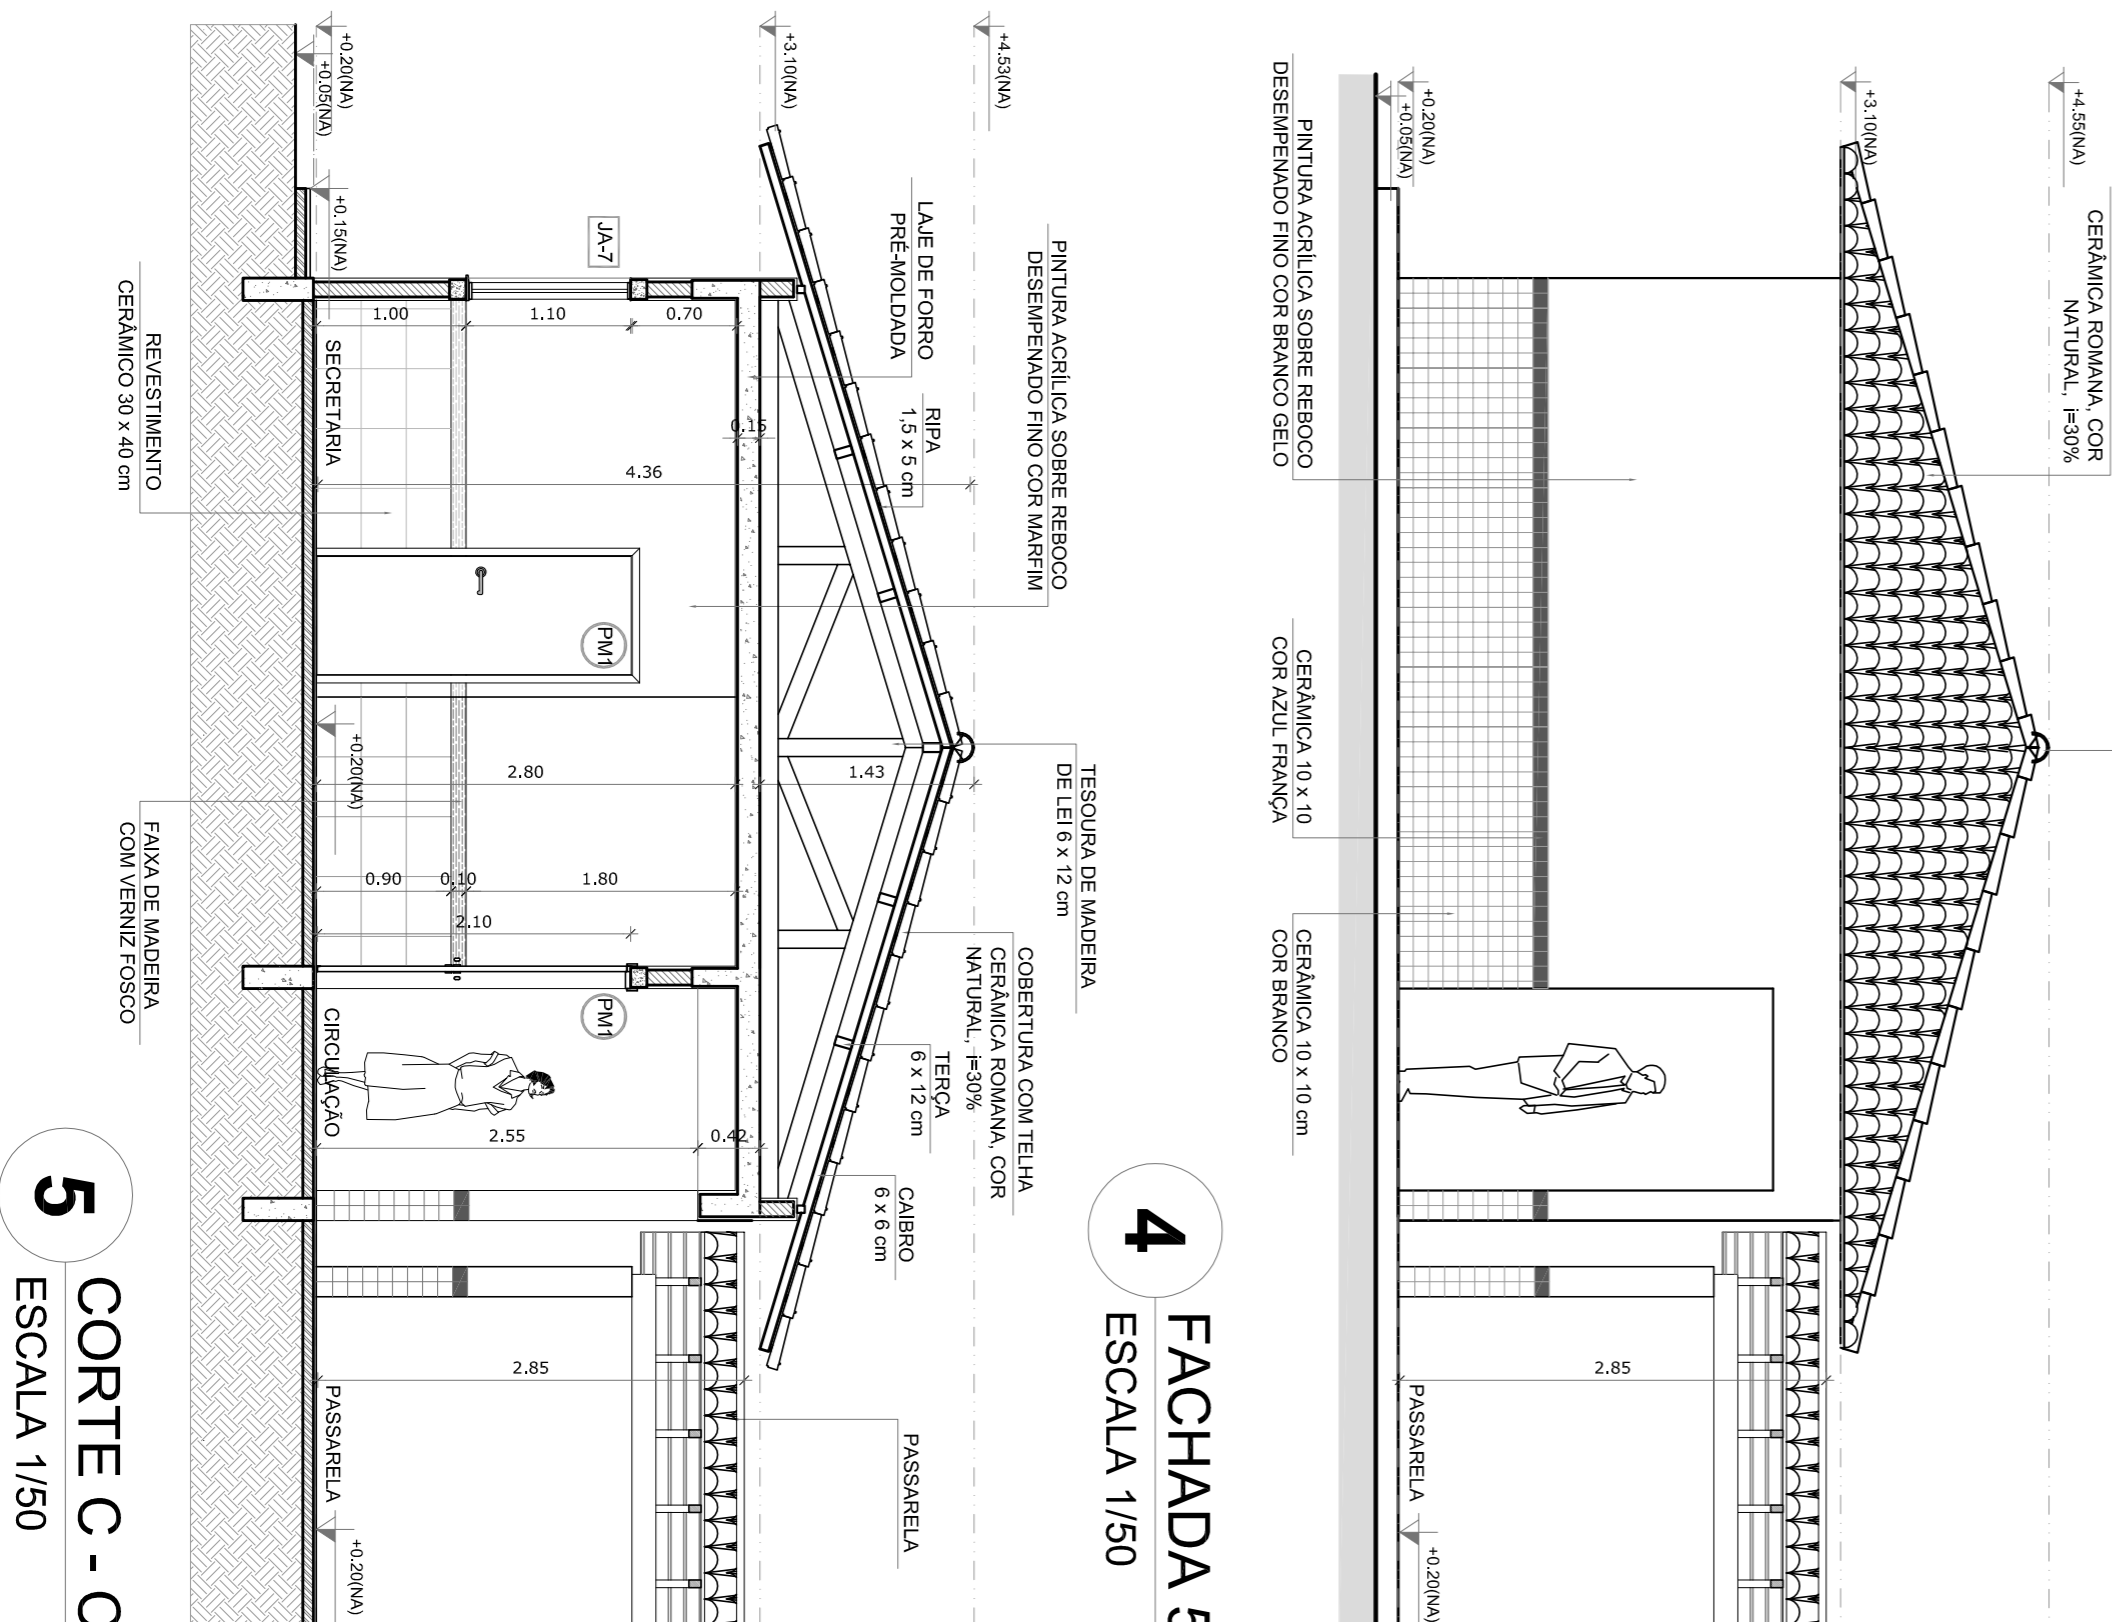 +4.55(NA)
CERÂMICA ROMANA, COR
NATURAL, i=30%
+3.10(NA)
+0.20(NA)
+0.05(NA)
PINTURA ACRÍLICA SOBRE REBOCO
DESEMPENADO FINO COR BRANCO GELO
CERÂMICA 10 x 10
COR AZUL FRANÇA
CERÂMICA 10 x 10 cm
COR BRANCO
2.85
PASSARELA
+0.20(NA)
4
FACHADA 5
ESCALA 1/50
+4.53(NA)
+3.10(NA)
+0.20(NA)
+0.05(NA)
+0.15(NA)
PINTURA ACRÍLICA SOBRE REBOCO
DESEMPENADO FINO COR MARFIM
LAJE DE FORRO
PRÉ-MOLDADA
RIPA
1,5 x 5 cm
TESOURA DE MADEIRA
DE LEI 6 x 12 cm
COBERTURA COM TELHA
CERÂMICA ROMANA, COR
NATURAL, i=30%
TERÇA
6 x 12 cm
CAIBRO
6 x 6 cm
PASSARELA
JA-7
1.00
1.10
0.70
0.15
4.36
PM1
2.80
1.43
0.90
0.10
1.80
2.10
PM1
2.55
0.42
2.85
SECRETARIA
+0.20(NA)
CIRCULAÇÃO
PASSARELA
+0.20(NA)
REVESTIMENTO
CERÂMICO 30 x 40 cm
FAIXA DE MADEIRA
COM VERNIZ FOSCO
5
CORTE C - C
ESCALA 1/50